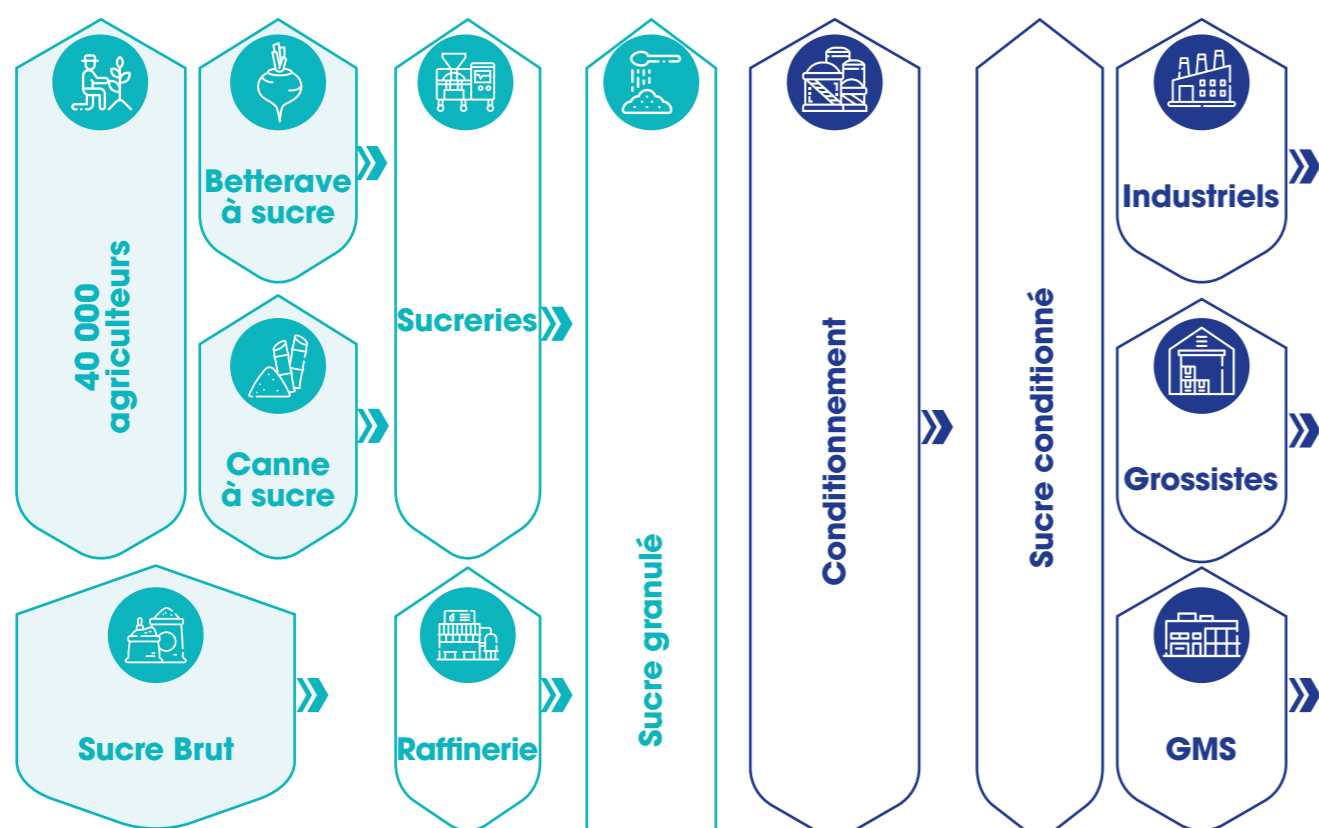 40 000
agriculteurs
Betterave
à sucre
Canne
à sucre
Sucre Brut
Sucreries
Raffinerie
Sucre granulé
Conditionnement
Sucre conditionné
Industriels
Grossistes
GMS